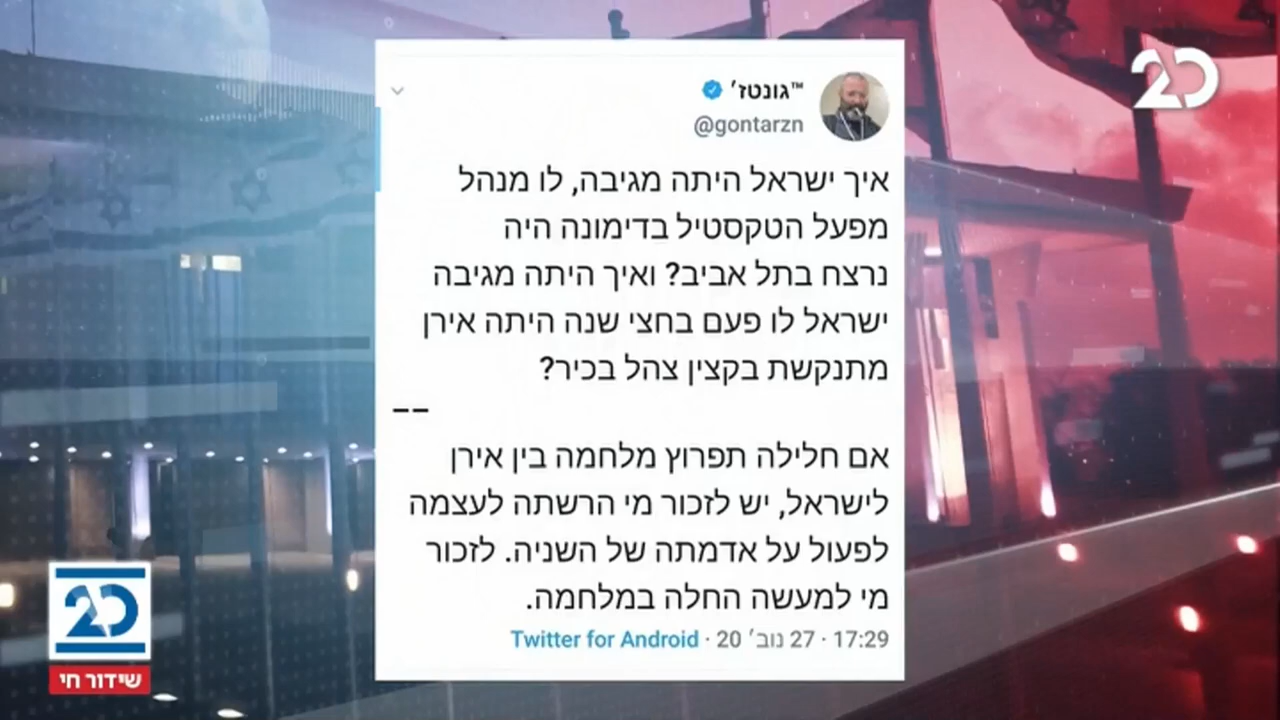 20
גונטז׳™
@gontarzn
איך ישראל היתה מגיבה, לו מנהל
מפעל הטקסטיל בדימונה היה
נרצח בתל אביב? ואיך היתה מגיבה
ישראל לו פעם בחצי שנה היתה אירן
מתנקשת בקצין צהל בכיר?
--
אם חלילה תפרוץ מלחמה בין אירן
לישראל, יש לזכור מי הרשתה לעצמה
לפעול על אדמתה של השניה. לזכור
מי למעשה החלה במלחמה.
17:29 · 27 נוב׳ 20 · Twitter for Android
20
שידור חי